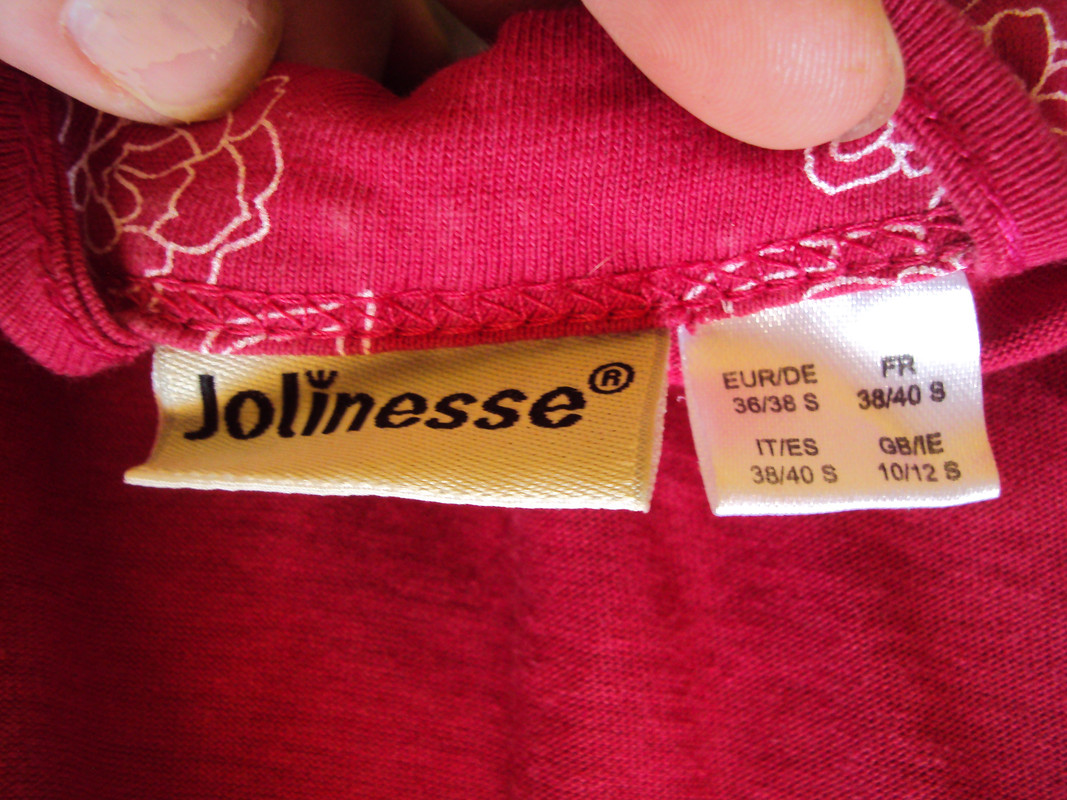 Jolinesse®
EUR/DE
36/38 S
FR
38/40 S
IT/ES
38/40 S
GB/IE
10/12 S